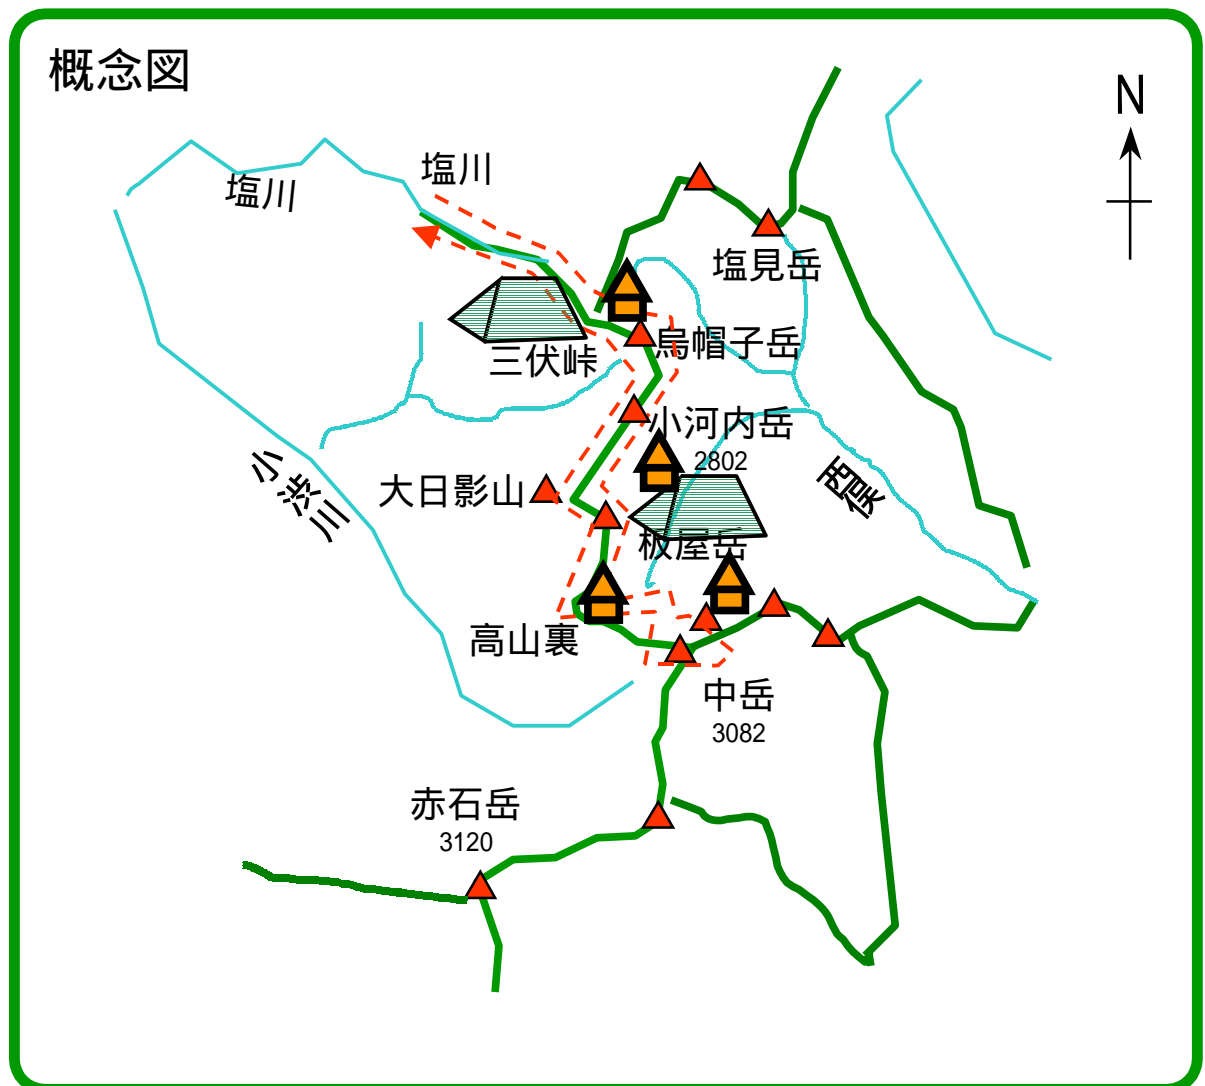 概念図
N
塩川
塩川
塩見岳
烏帽子岳
三伏峠
小河内岳
2802
大日影山
小渋川
西俣
板屋岳
高山裏
中岳
3082
赤石岳
3120